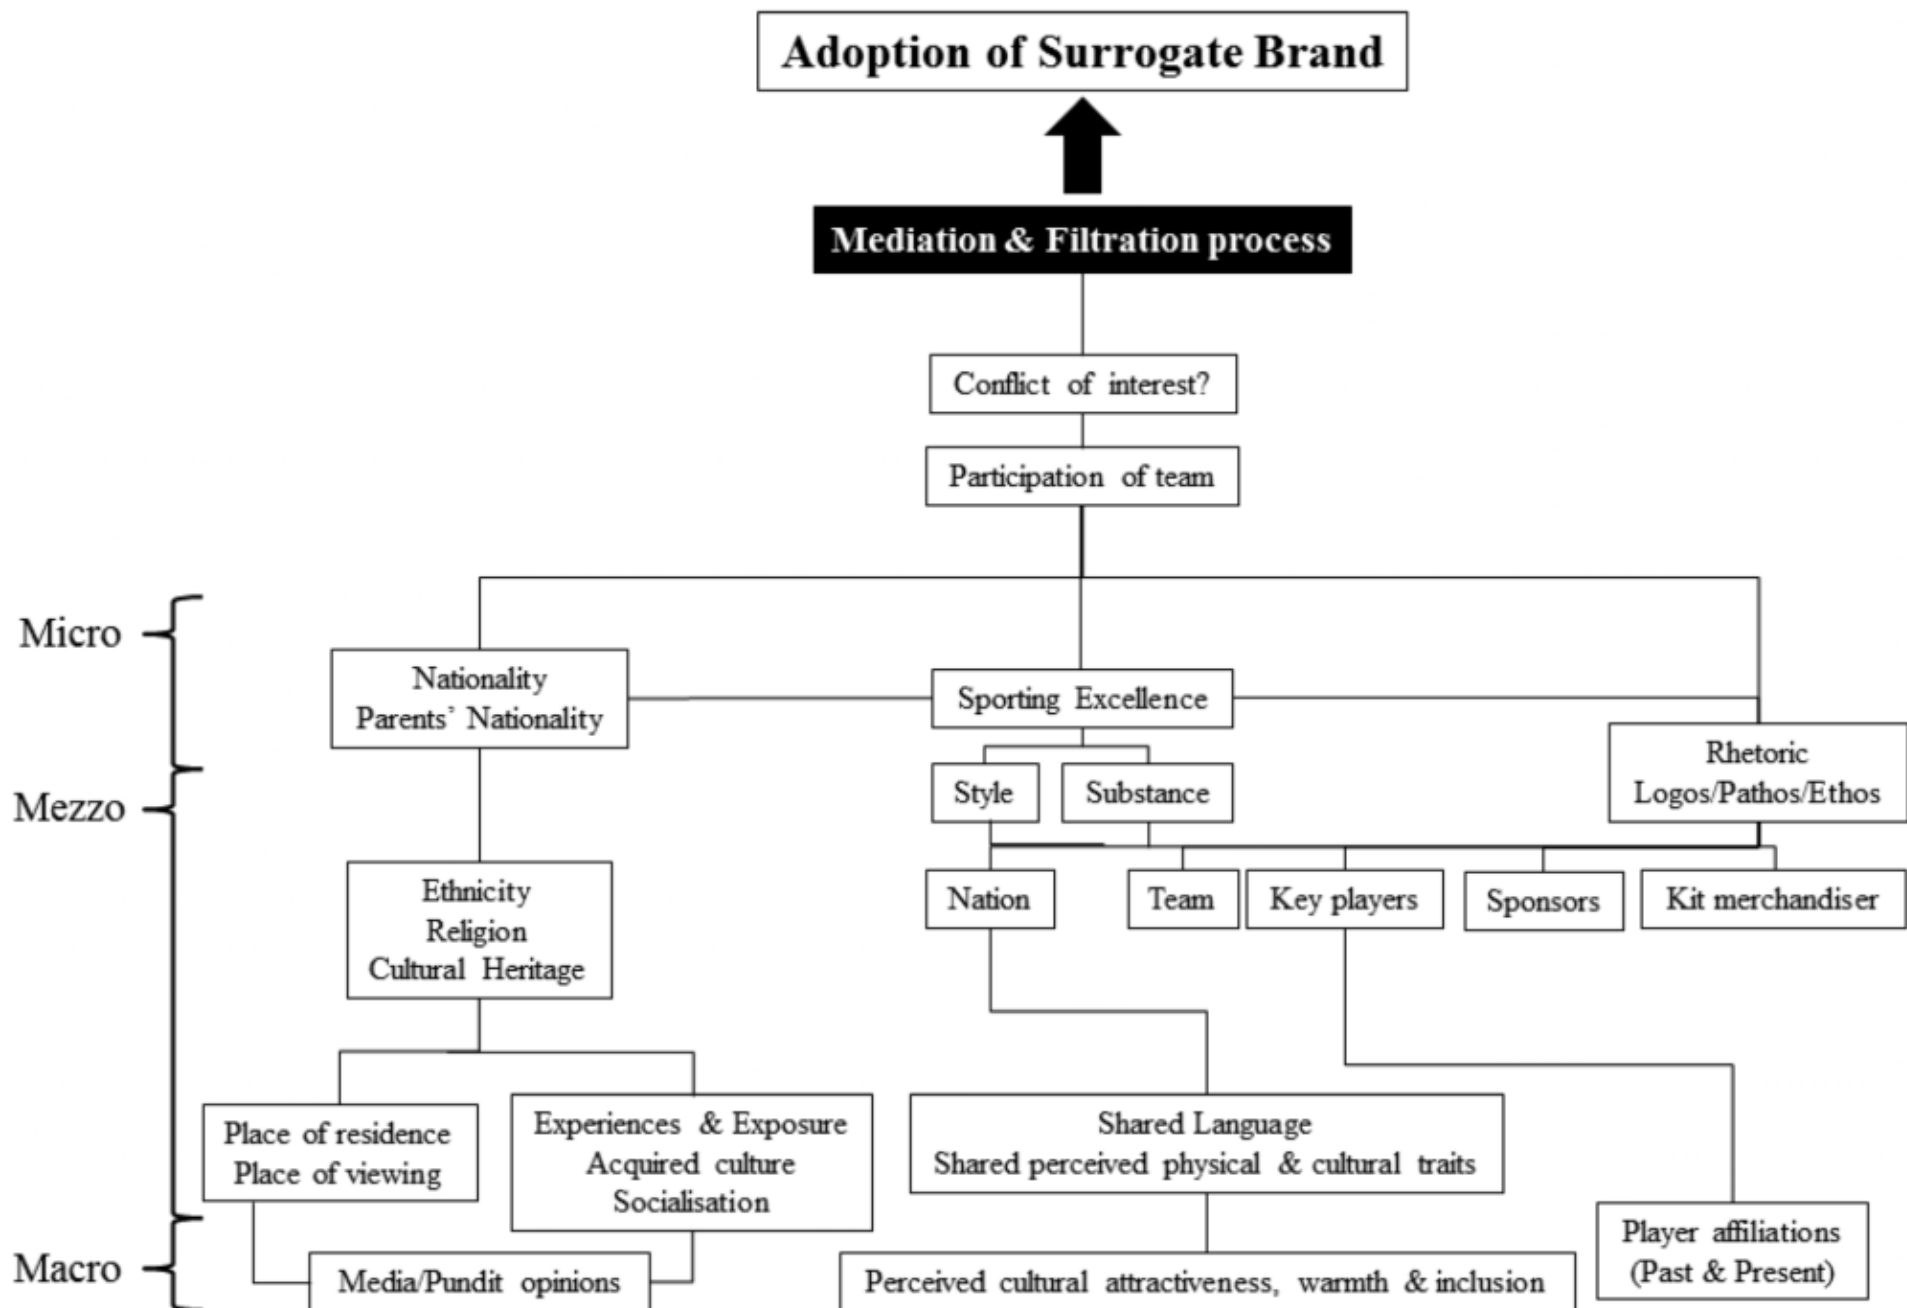 Adoption of Surrogate Brand
Mediation & Filtration process
Conflict of interest?
Participation of team
Micro
Nationality
Parents' Nationality
Sporting Excellence
Rhetoric
Logos/Pathos/Ethos
Mezzo
Style
Substance
Nation
Team
Key players
Sponsors
Kit merchandiser
Ethnicity
Religion
Cultural Heritage
Place of residence
Place of viewing
Experiences & Exposure
Acquired culture
Socialisation
Shared Language
Shared perceived physical & cultural traits
Macro
Media/Pundit opinions
Perceived cultural attractiveness, warmth & inclusion
Player affiliations
(Past & Present)